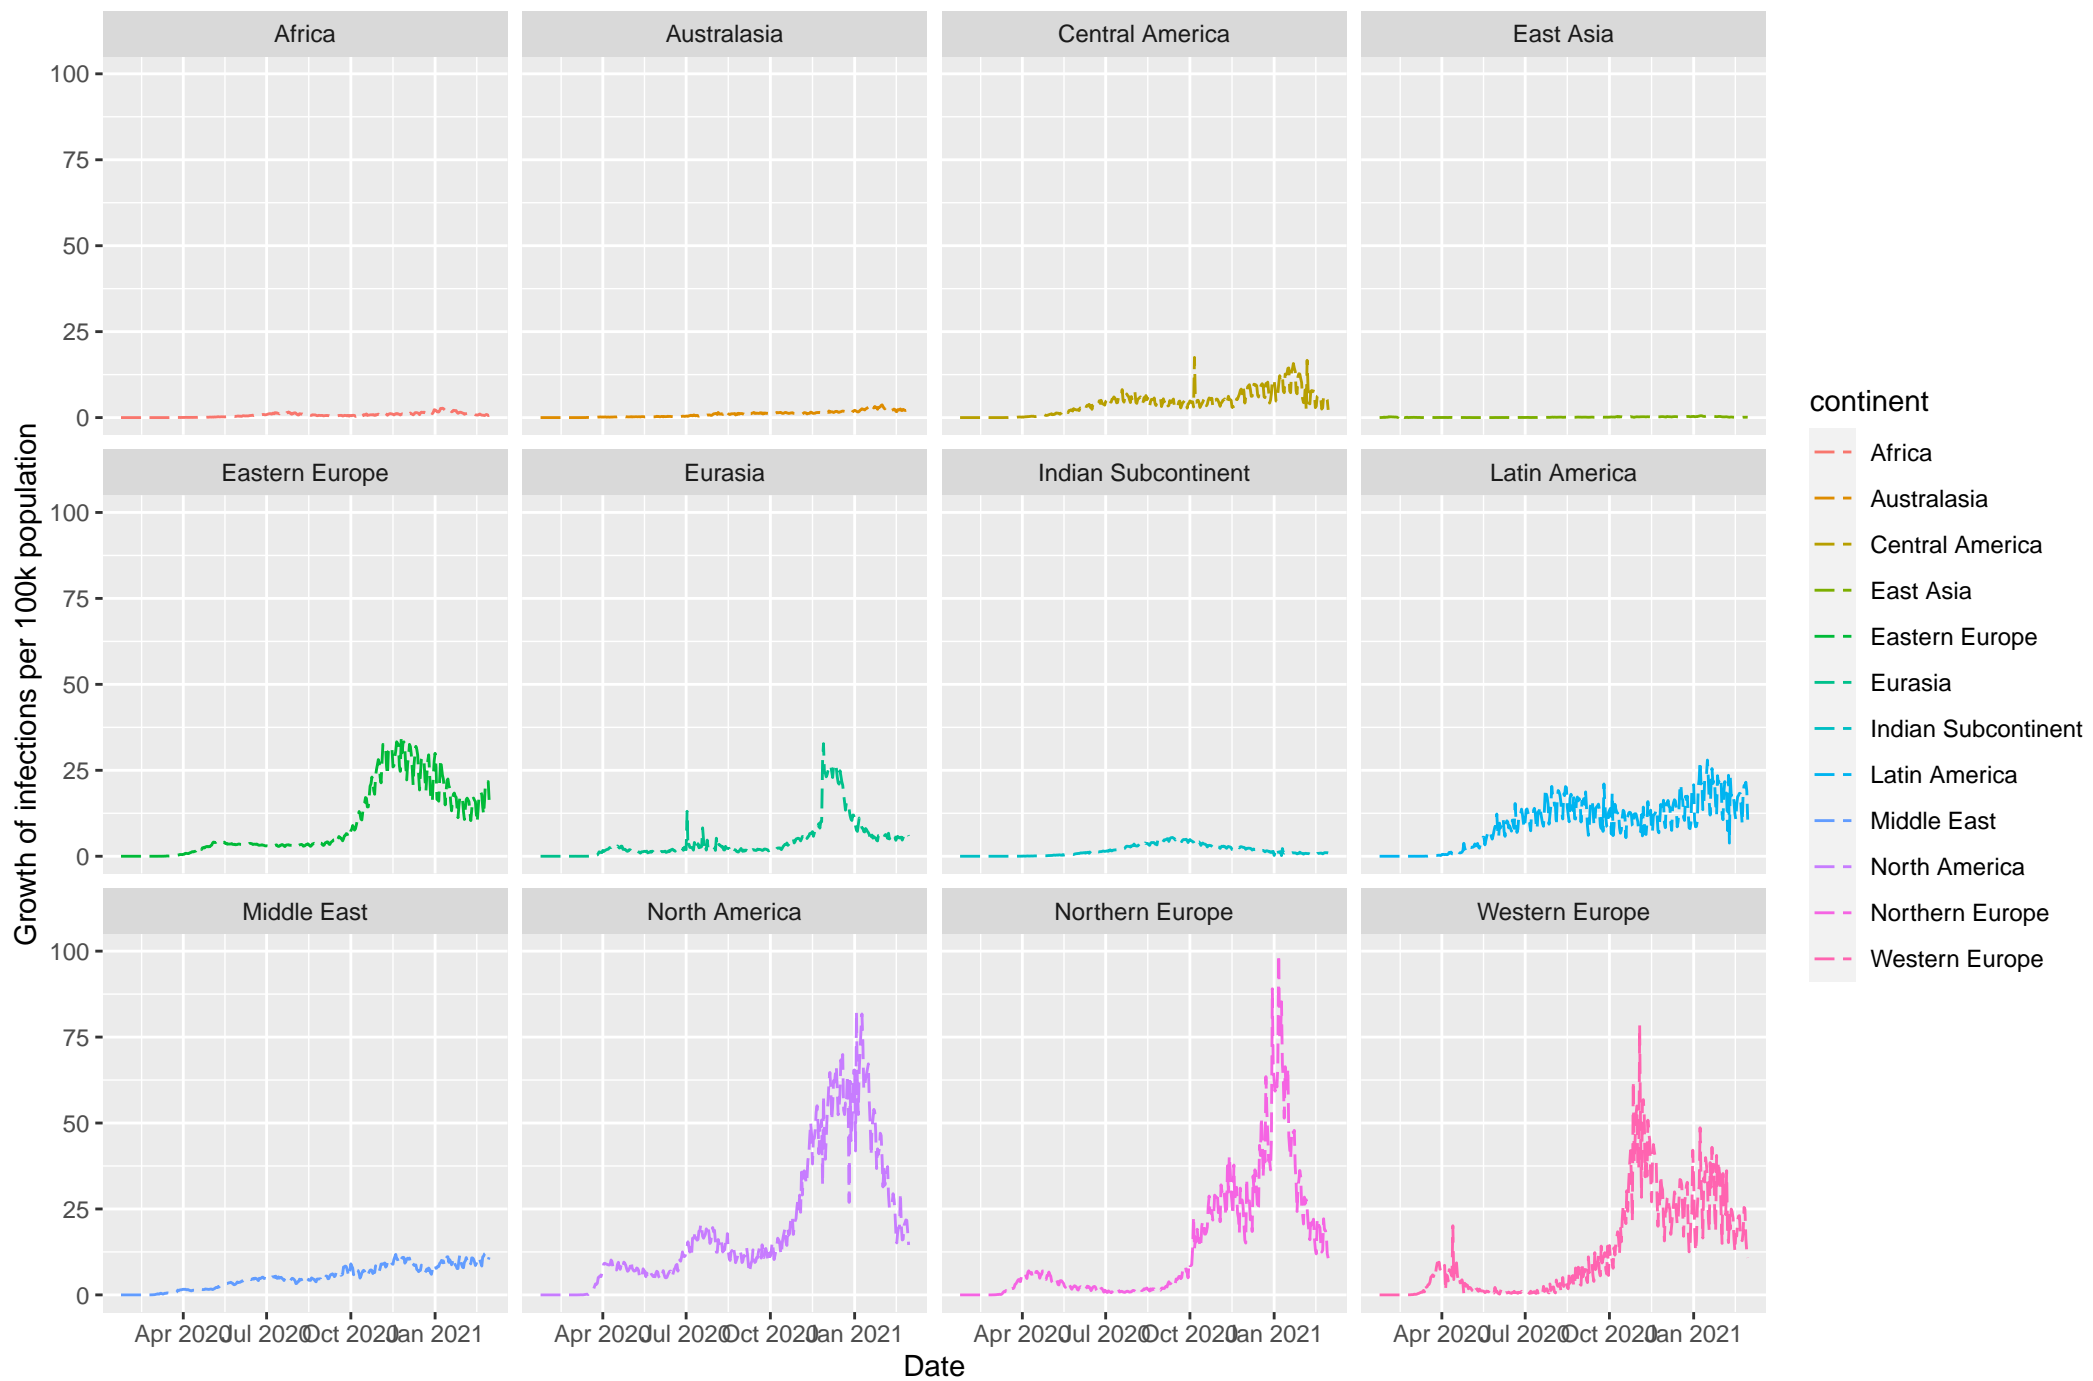 Africa
Australasia
Central America
East Asia
100
75
50
25
0
Eastern Europe
Eurasia
Indian Subcontinent
Latin America
100
75
50
25
0
Middle East
North America
Northern Europe
Western Europe
100
75
50
25
0
Apr 2020 Jul 2020 Oct 2020 Jan 2021
Apr 2020 Jul 2020 Oct 2020 Jan 2021
Apr 2020 Jul 2020 Oct 2020 Jan 2021
Apr 2020 Jul 2020 Oct 2020 Jan 2021
Date
Growth of infections per 100k population
continent
Africa
Australasia
Central America
East Asia
Eastern Europe
Eurasia
Indian Subcontinent
Latin America
Middle East
North America
Northern Europe
Western Europe